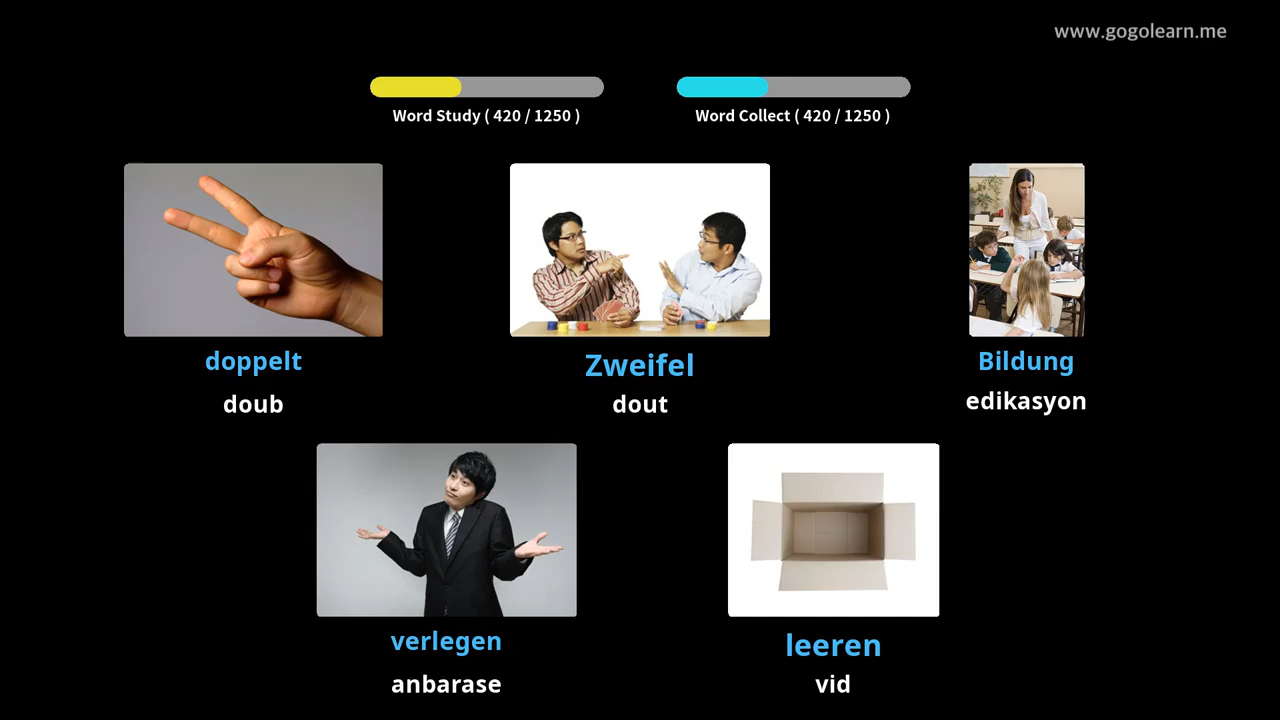 www.gogolearn.me
Word Study ( 420 / 1250 )
Word Collect ( 420 / 1250 )
doppelt
doub
Zweifel
dout
Bildung
edikasyon
verlegen
anbarase
leeren
vid